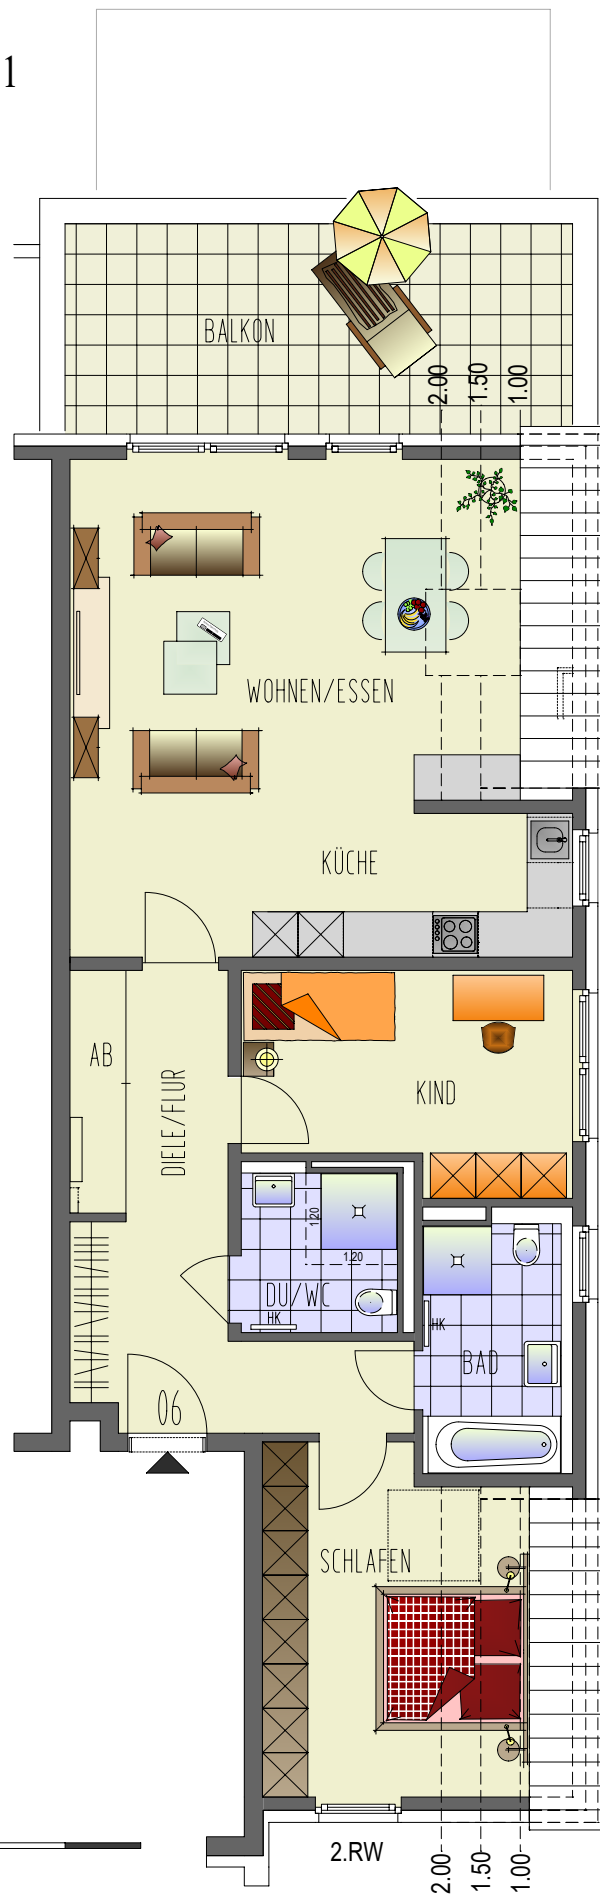 1
BALKON
2.00
1.50
1.00
WOHNEN/ESSEN
KÜCHE
AB
DIELE/FLUR
KIND
1.20
1.20
DU/WC
HK
HK
BAD
06
SCHLAFEN
2.RW
2.00
1.50
1.00